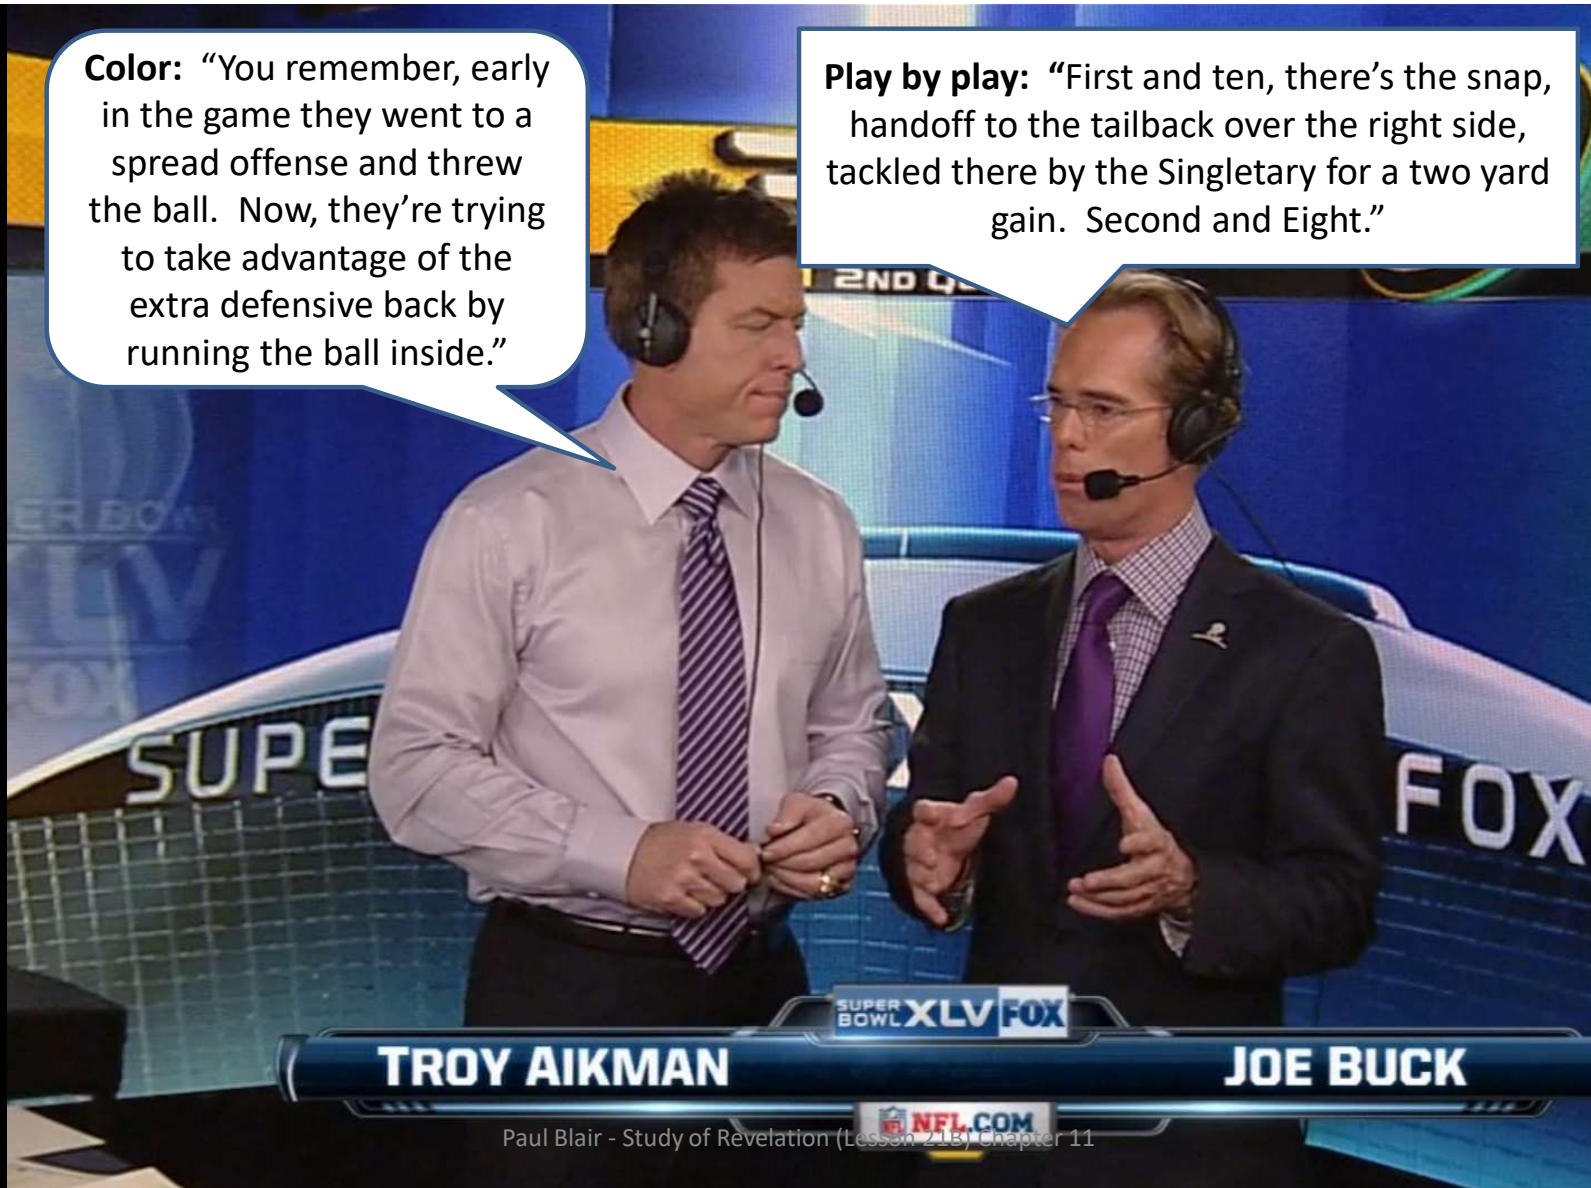 Color: “You remember, early
in the game they went to a
spread offense and threw
the ball. Now, they’re trying
to take advantage of the
extra defensive back by
running the ball inside.”
Play by play: “First and ten, there’s the snap,
handoff to the tailback over the right side,
tackled there by the Singletary for a two yard
gain. Second and Eight.”
2ND
ER BOW
XLV
FOX
SUPE
FOX
SUPER BOWL XLV FOX
TROY AIKMAN JOE BUCK
NFL.COM
Paul Blair - Study of Revelation (Lesson 21B) Chapter 11